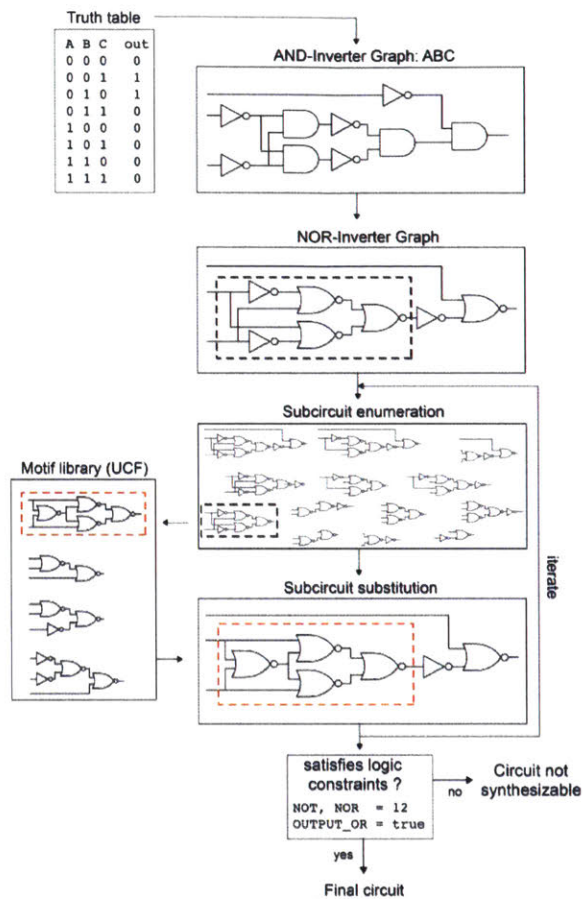 Truth table
A B C out
0 0 0 0
0 0 1 1
0 1 0 1
0 1 1 0
1 0 0 0
1 0 1 0
1 1 0 0
1 1 1 0
AND-Inverter Graph: ABC
NOR-Inverter Graph
Subcircuit enumeration
Motif library (UCF)
iterate
Subcircuit substitution
satisfies logic
constraints ?
NOT, NOR = 12
OUTPUT_OR = true
no
Circuit not
synthesizable
yes
Final circuit